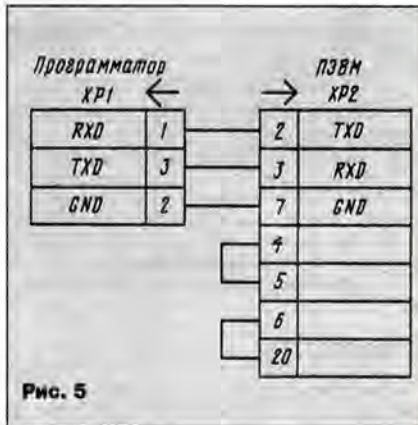 Программатор ПЭВМ
XP1 XP2
RXD 1 2 TXD
TXD 3 3 RXD
GND 2 7 GND
4
5
6
20
Рис. 5